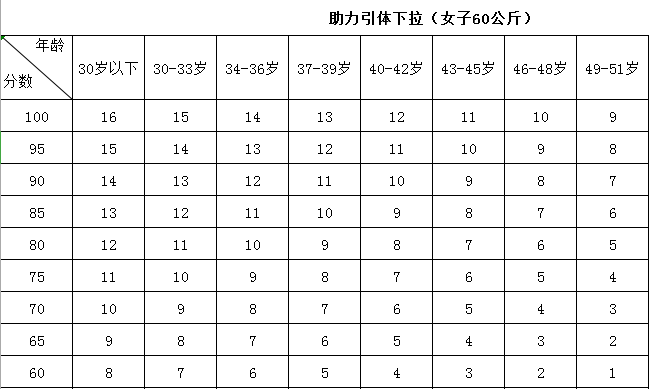 助力引体下拉（女子60公斤）
年龄
分数 30岁以下 30-33岁 34-36岁 37-39岁 40-42岁 43-45岁 46-48岁 49-51岁
100 16 15 14 13 12 11 10 9
95 15 14 13 12 11 10 9 8
90 14 13 12 11 10 9 8 7
85 13 12 11 10 9 8 7 6
80 12 11 10 9 8 7 6 5
75 11 10 9 8 7 6 5 4
70 10 9 8 7 6 5 4 3
65 9 8 7 6 5 4 3 2
60 8 7 6 5 4 3 2 1